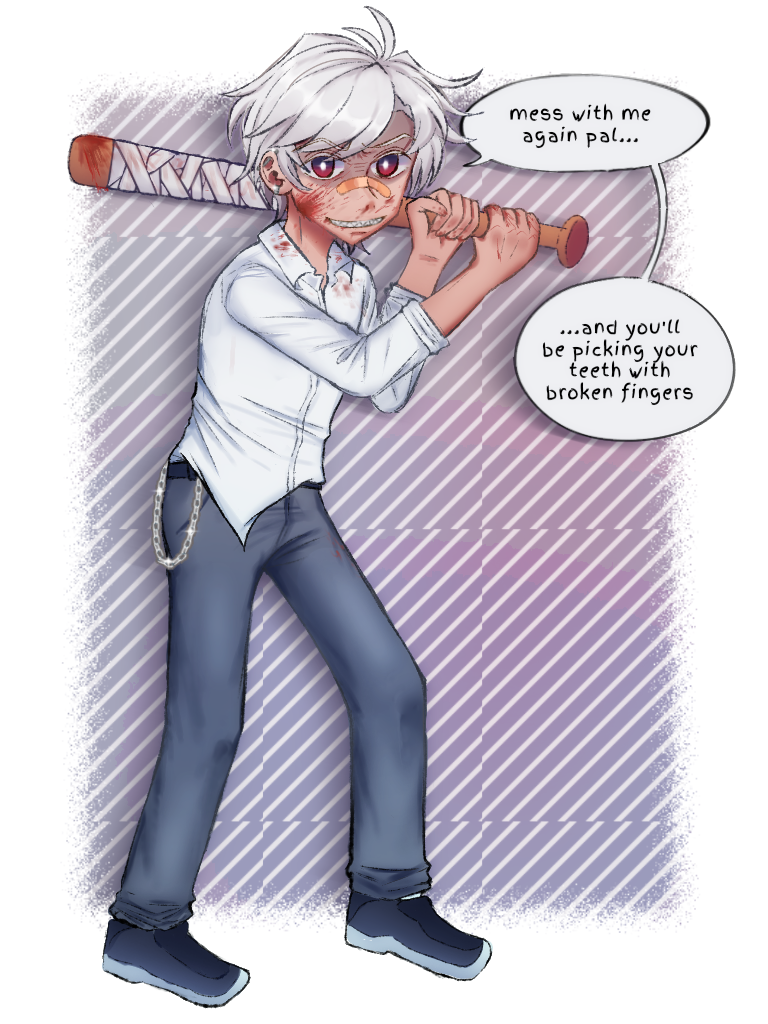 mess with me
again pal...
...and you'll
be picking your
teeth with
broken fingers